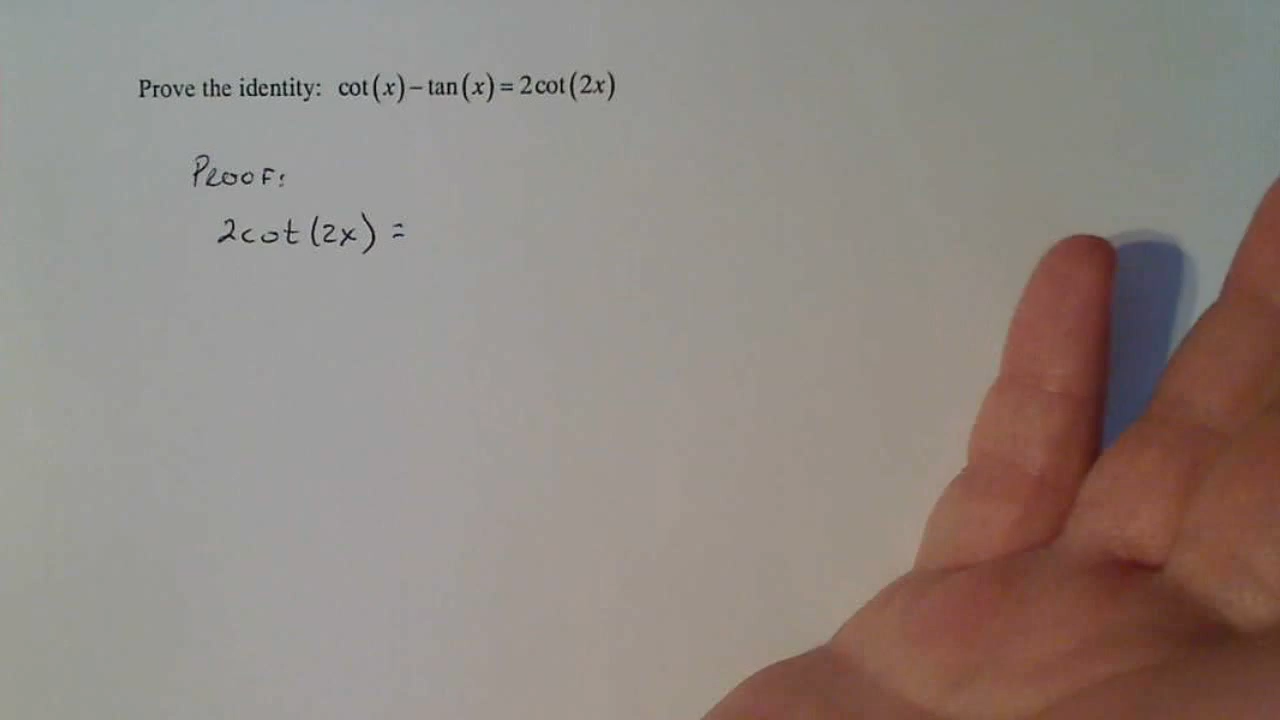 Prove the identity: cot(x)−tan(x)=2cot(2x)
PROOF:
2cot(2x) =